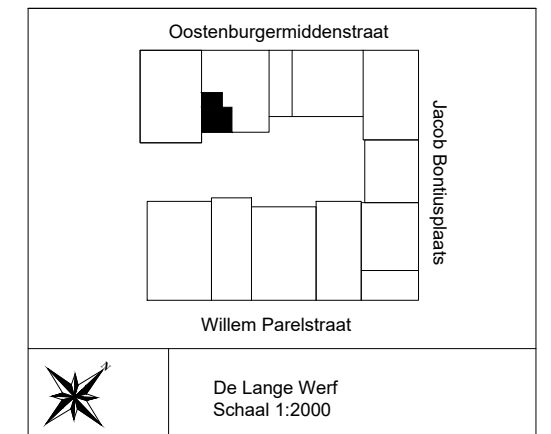 Oostenburgermiddenstraat
Jacob Bontiusplaats
Willem Parelstraat
N
De Lange Werf
Schaal 1:2000